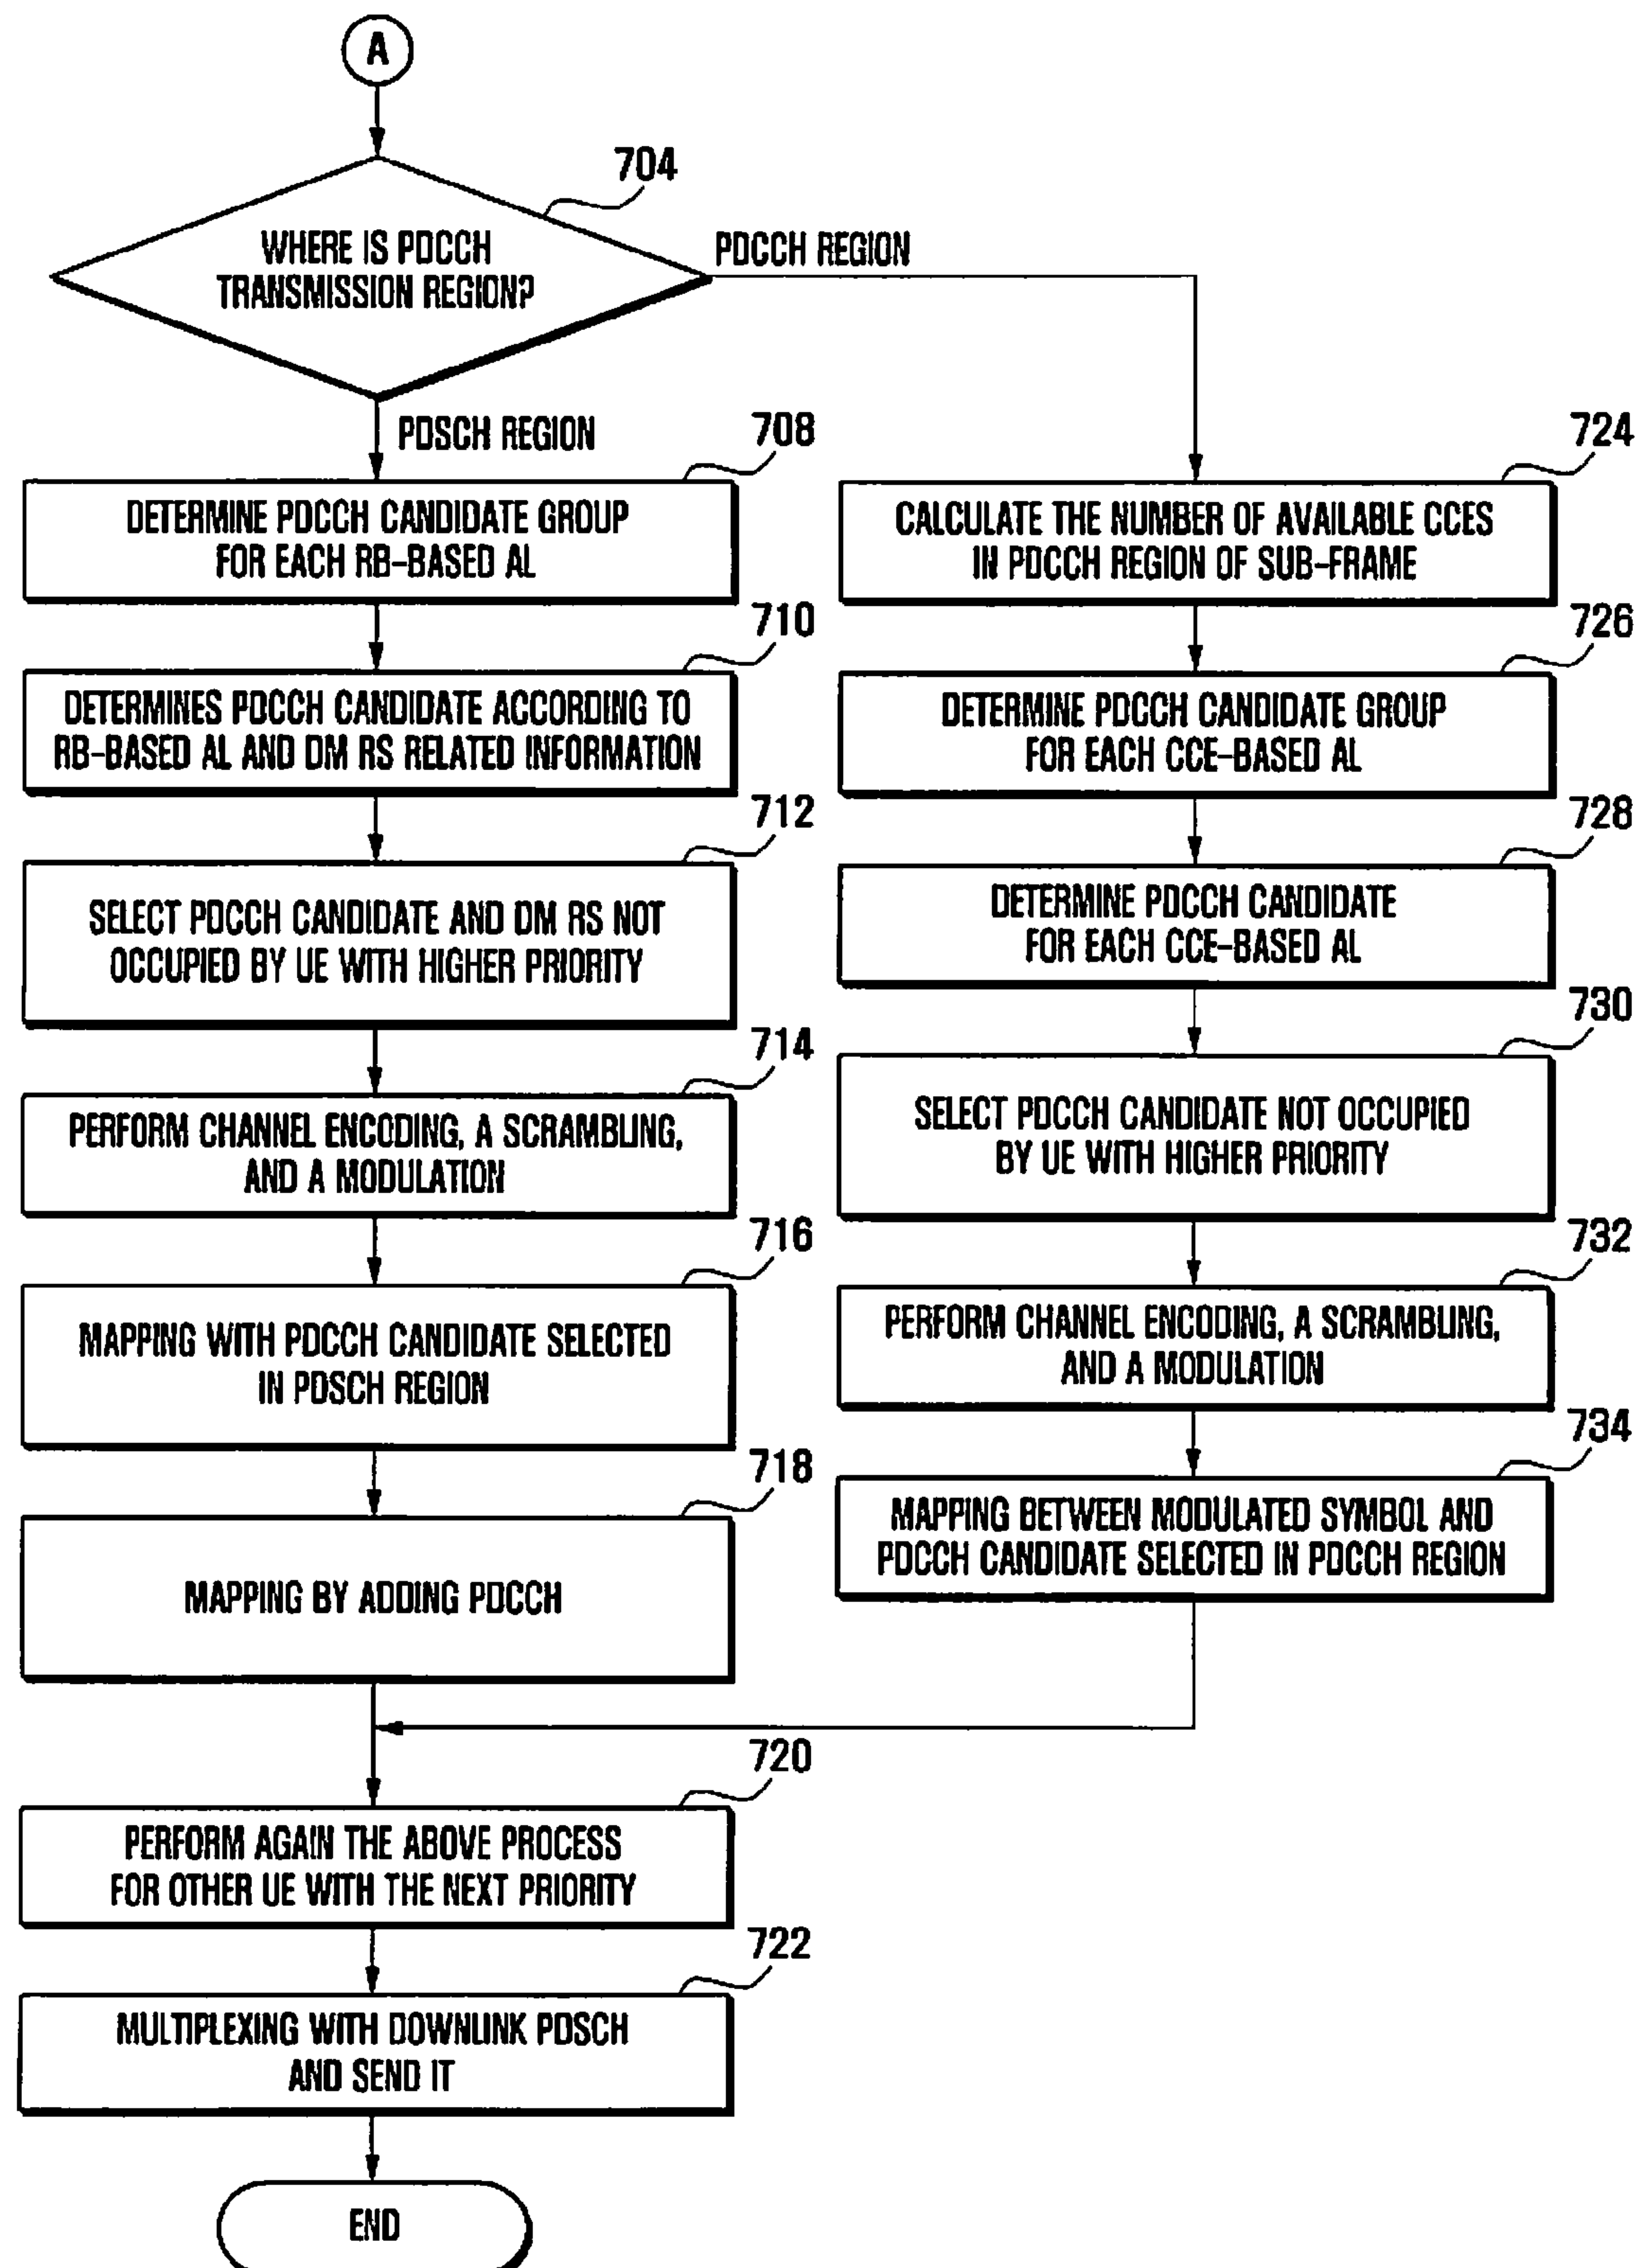 A
704
WHERE IS PDCCH
TRANSMISSION REGION?
PDCCH REGION
PDSCH REGION
708
DETERMINE PDCCH CANDIDATE GROUP
FOR EACH RB-BASED AL
710
DETERMINES PDCCH CANDIDATE ACCORDING TO
RB-BASED AL AND DM RS RELATED INFORMATION
712
SELECT PDCCH CANDIDATE AND DM RS NOT
OCCUPIED BY UE WITH HIGHER PRIORITY
714
PERFORM CHANNEL ENCODING, A SCRAMBLING,
AND A MODULATION
716
MAPPING WITH PDCCH CANDIDATE SELECTED
IN PDSCH REGION
718
MAPPING BY ADDING PDCCH
724
CALCULATE THE NUMBER OF AVAILABLE CCES
IN PDCCH REGION OF SUB-FRAME
726
DETERMINE PDCCH CANDIDATE GROUP
FOR EACH CCE-BASED AL
728
DETERMINE PDCCH CANDIDATE
FOR EACH CCE-BASED AL
730
SELECT PDCCH CANDIDATE NOT OCCUPIED
BY UE WITH HIGHER PRIORITY
732
PERFORM CHANNEL ENCODING, A SCRAMBLING,
AND A MODULATION
734
MAPPING BETWEEN MODULATED SYMBOL AND
PDCCH CANDIDATE SELECTED IN PDCCH REGION
720
PERFORM AGAIN THE ABOVE PROCESS
FOR OTHER UE WITH THE NEXT PRIORITY
722
MULTIPLEXING WITH DOWNLINK PDSCH
AND SEND IT
END